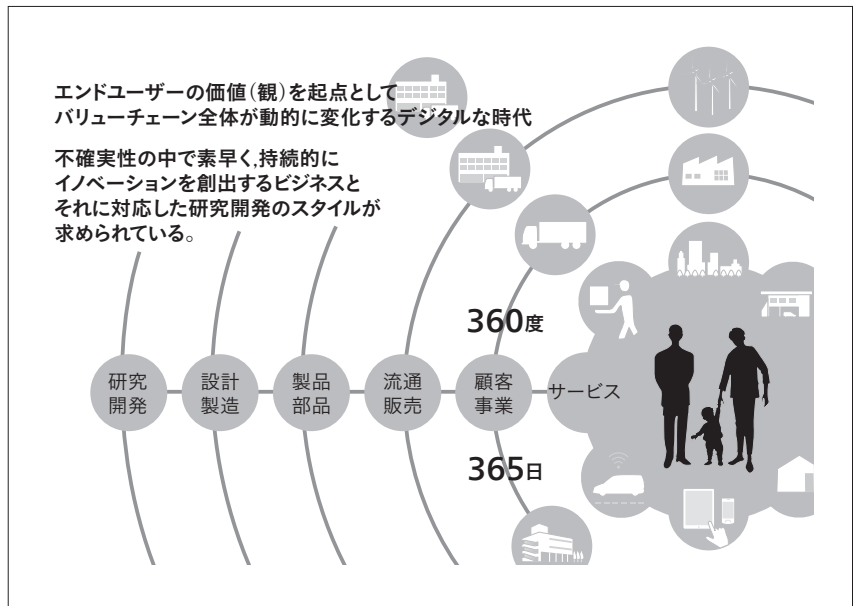 エンドユーザーの価値（観）を起点として
バリューチェーン全体が動的に変化するデジタルな時代
不確実性の中で素早く,持続的に
イノベーションを創出するビジネスと
それに対応した研究開発のスタイルが
求められている。
360度
研究
開発
設計
製造
製品
部品
流通
販売
顧客
事業
サービス
365日